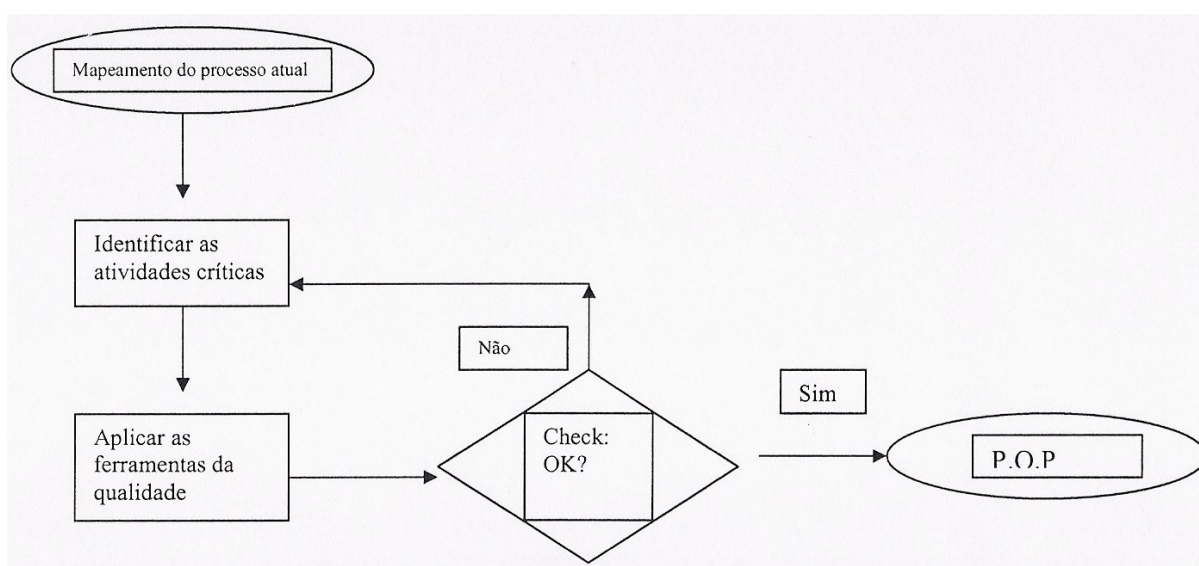 Mapeamento do processo atual
Identificar as
atividades críticas
Não
Sim
Aplicar as
ferramentas da
qualidade
Check:
OK?
P.O.P